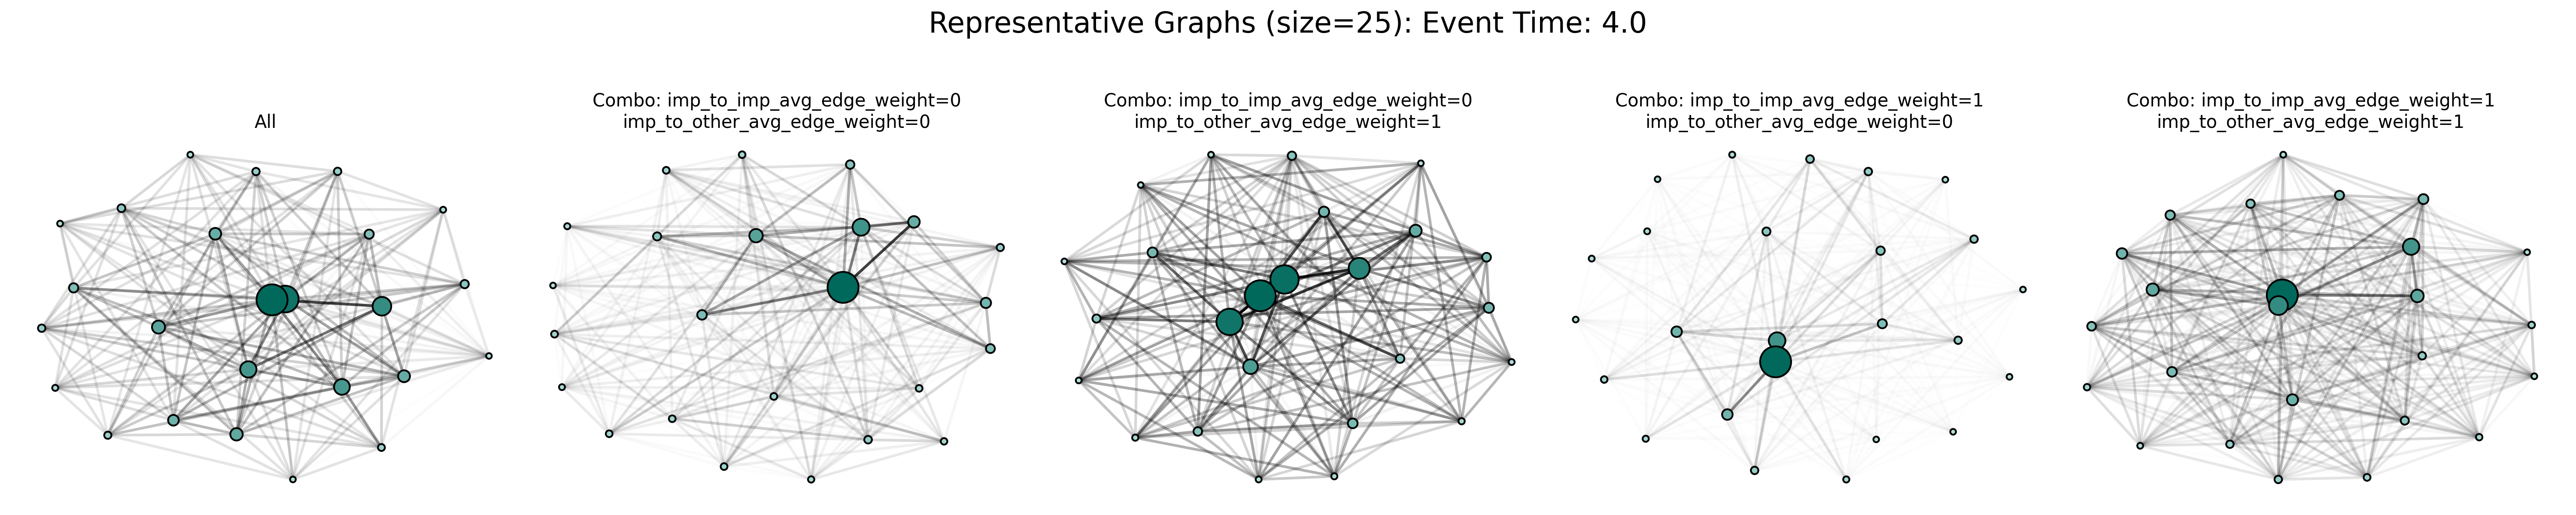 Representative Graphs (size=25): Event Time: 4.0
All
Combo: imp_to_imp_avg_edge_weight=0
imp_to_other_avg_edge_weight=0
Combo: imp_to_imp_avg_edge_weight=0
imp_to_other_avg_edge_weight=1
Combo: imp_to_imp_avg_edge_weight=1
imp_to_other_avg_edge_weight=0
Combo: imp_to_imp_avg_edge_weight=1
imp_to_other_avg_edge_weight=1